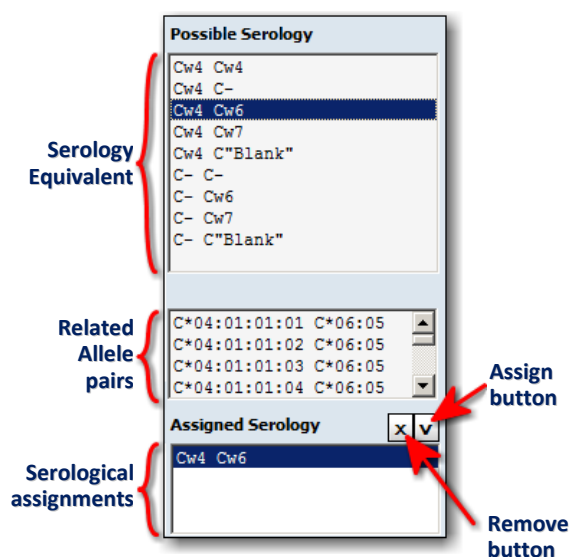 Possible Serology
Cw4 Cw4
Cw4 C-
Cw4 Cw6
Cw4 Cw7
Cw4 C"Blank"
C- C-
C- Cw6
C- Cw7
C- C"Blank"
Serology
Equivalent
C*04:01:01:01 C*06:05
C*04:01:01:02 C*06:05
C*04:01:01:03 C*06:05
C*04:01:01:04 C*06:05
Related
Allele
pairs
Assign
button
Assigned Serology
x v
Cw4 Cw6
Serological
assignments
Remove
button